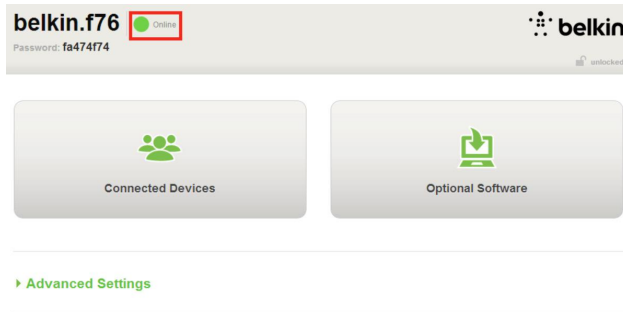 belkin.f76 Online
Password: fa474f74
belkin
unlocked
Connected Devices
Optional Software
Advanced Settings